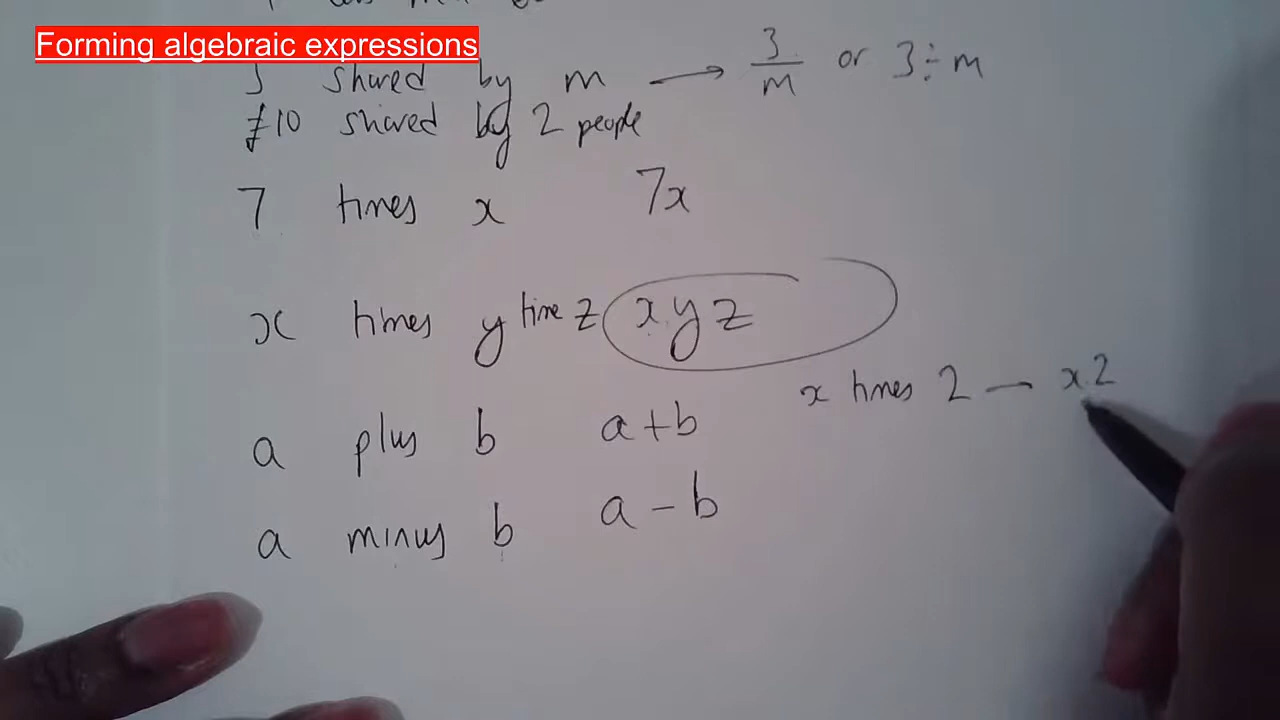 Forming algebraic expressions
3 shared by m → 3/m or 3÷m
£10 shared by 2 people
7 times x 7x
x times y time z xyz
x times 2 — x.2
a plus b a+b
a minus b a-b